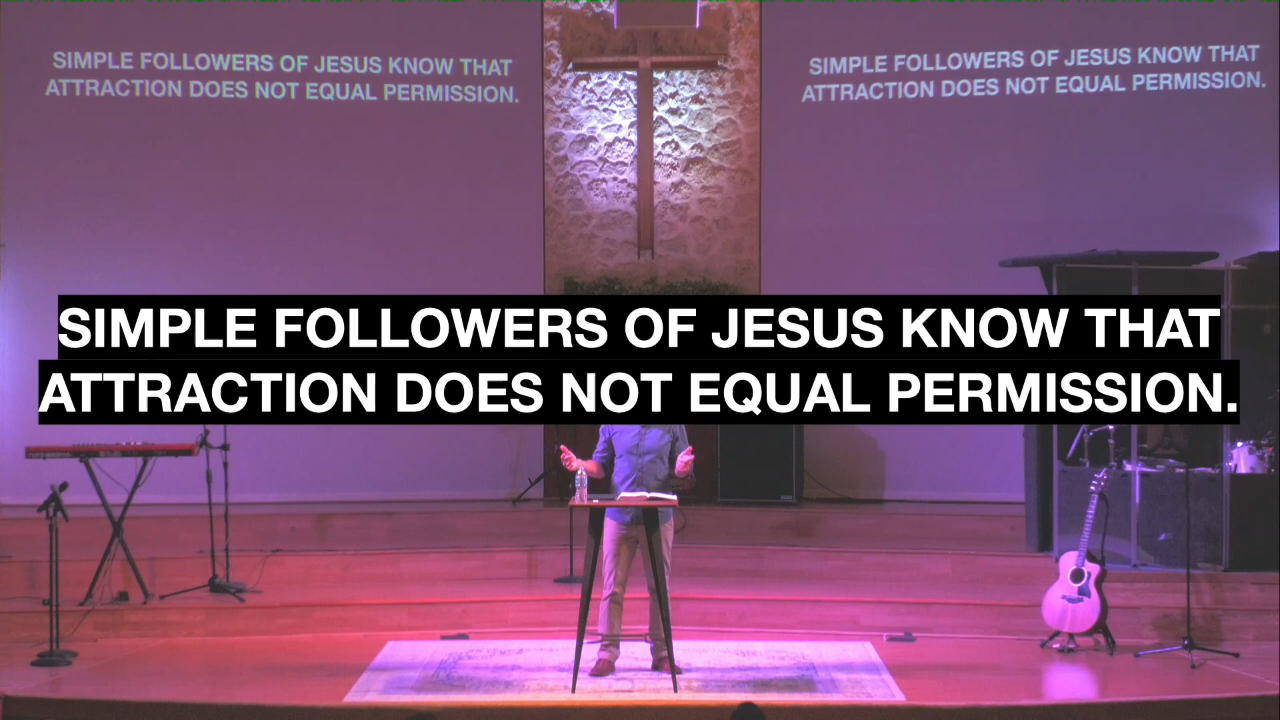 SIMPLE FOLLOWERS OF JESUS KNOW THAT
ATTRACTION DOES NOT EQUAL PERMISSION.
SIMPLE FOLLOWERS OF JESUS KNOW THAT
ATTRACTION DOES NOT EQUAL PERMISSION.
SIMPLE FOLLOWERS OF JESUS KNOW THAT
ATTRACTION DOES NOT EQUAL PERMISSION.